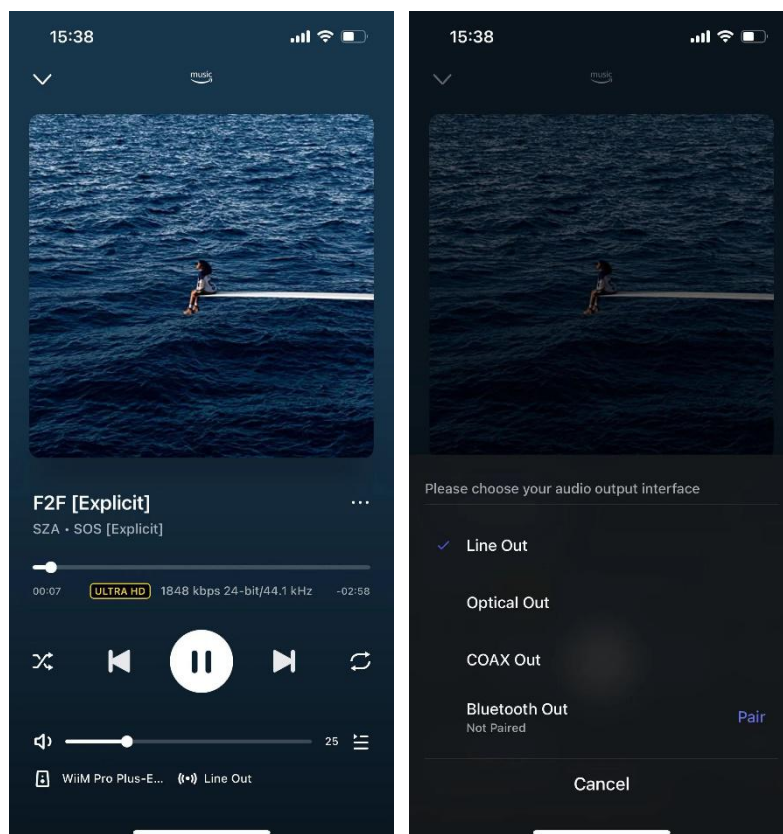 15:38
music
F2F [Explicit]
SZA • SOS [Explicit]
00:07 ULTRA HD 1848 kbps 24-bit/44.1 kHz -02:58
25
WiiM Pro Plus-E... Line Out
15:38
music
Please choose your audio output interface
Line Out
Optical Out
COAX Out
Bluetooth Out
Not Paired
Pair
Cancel